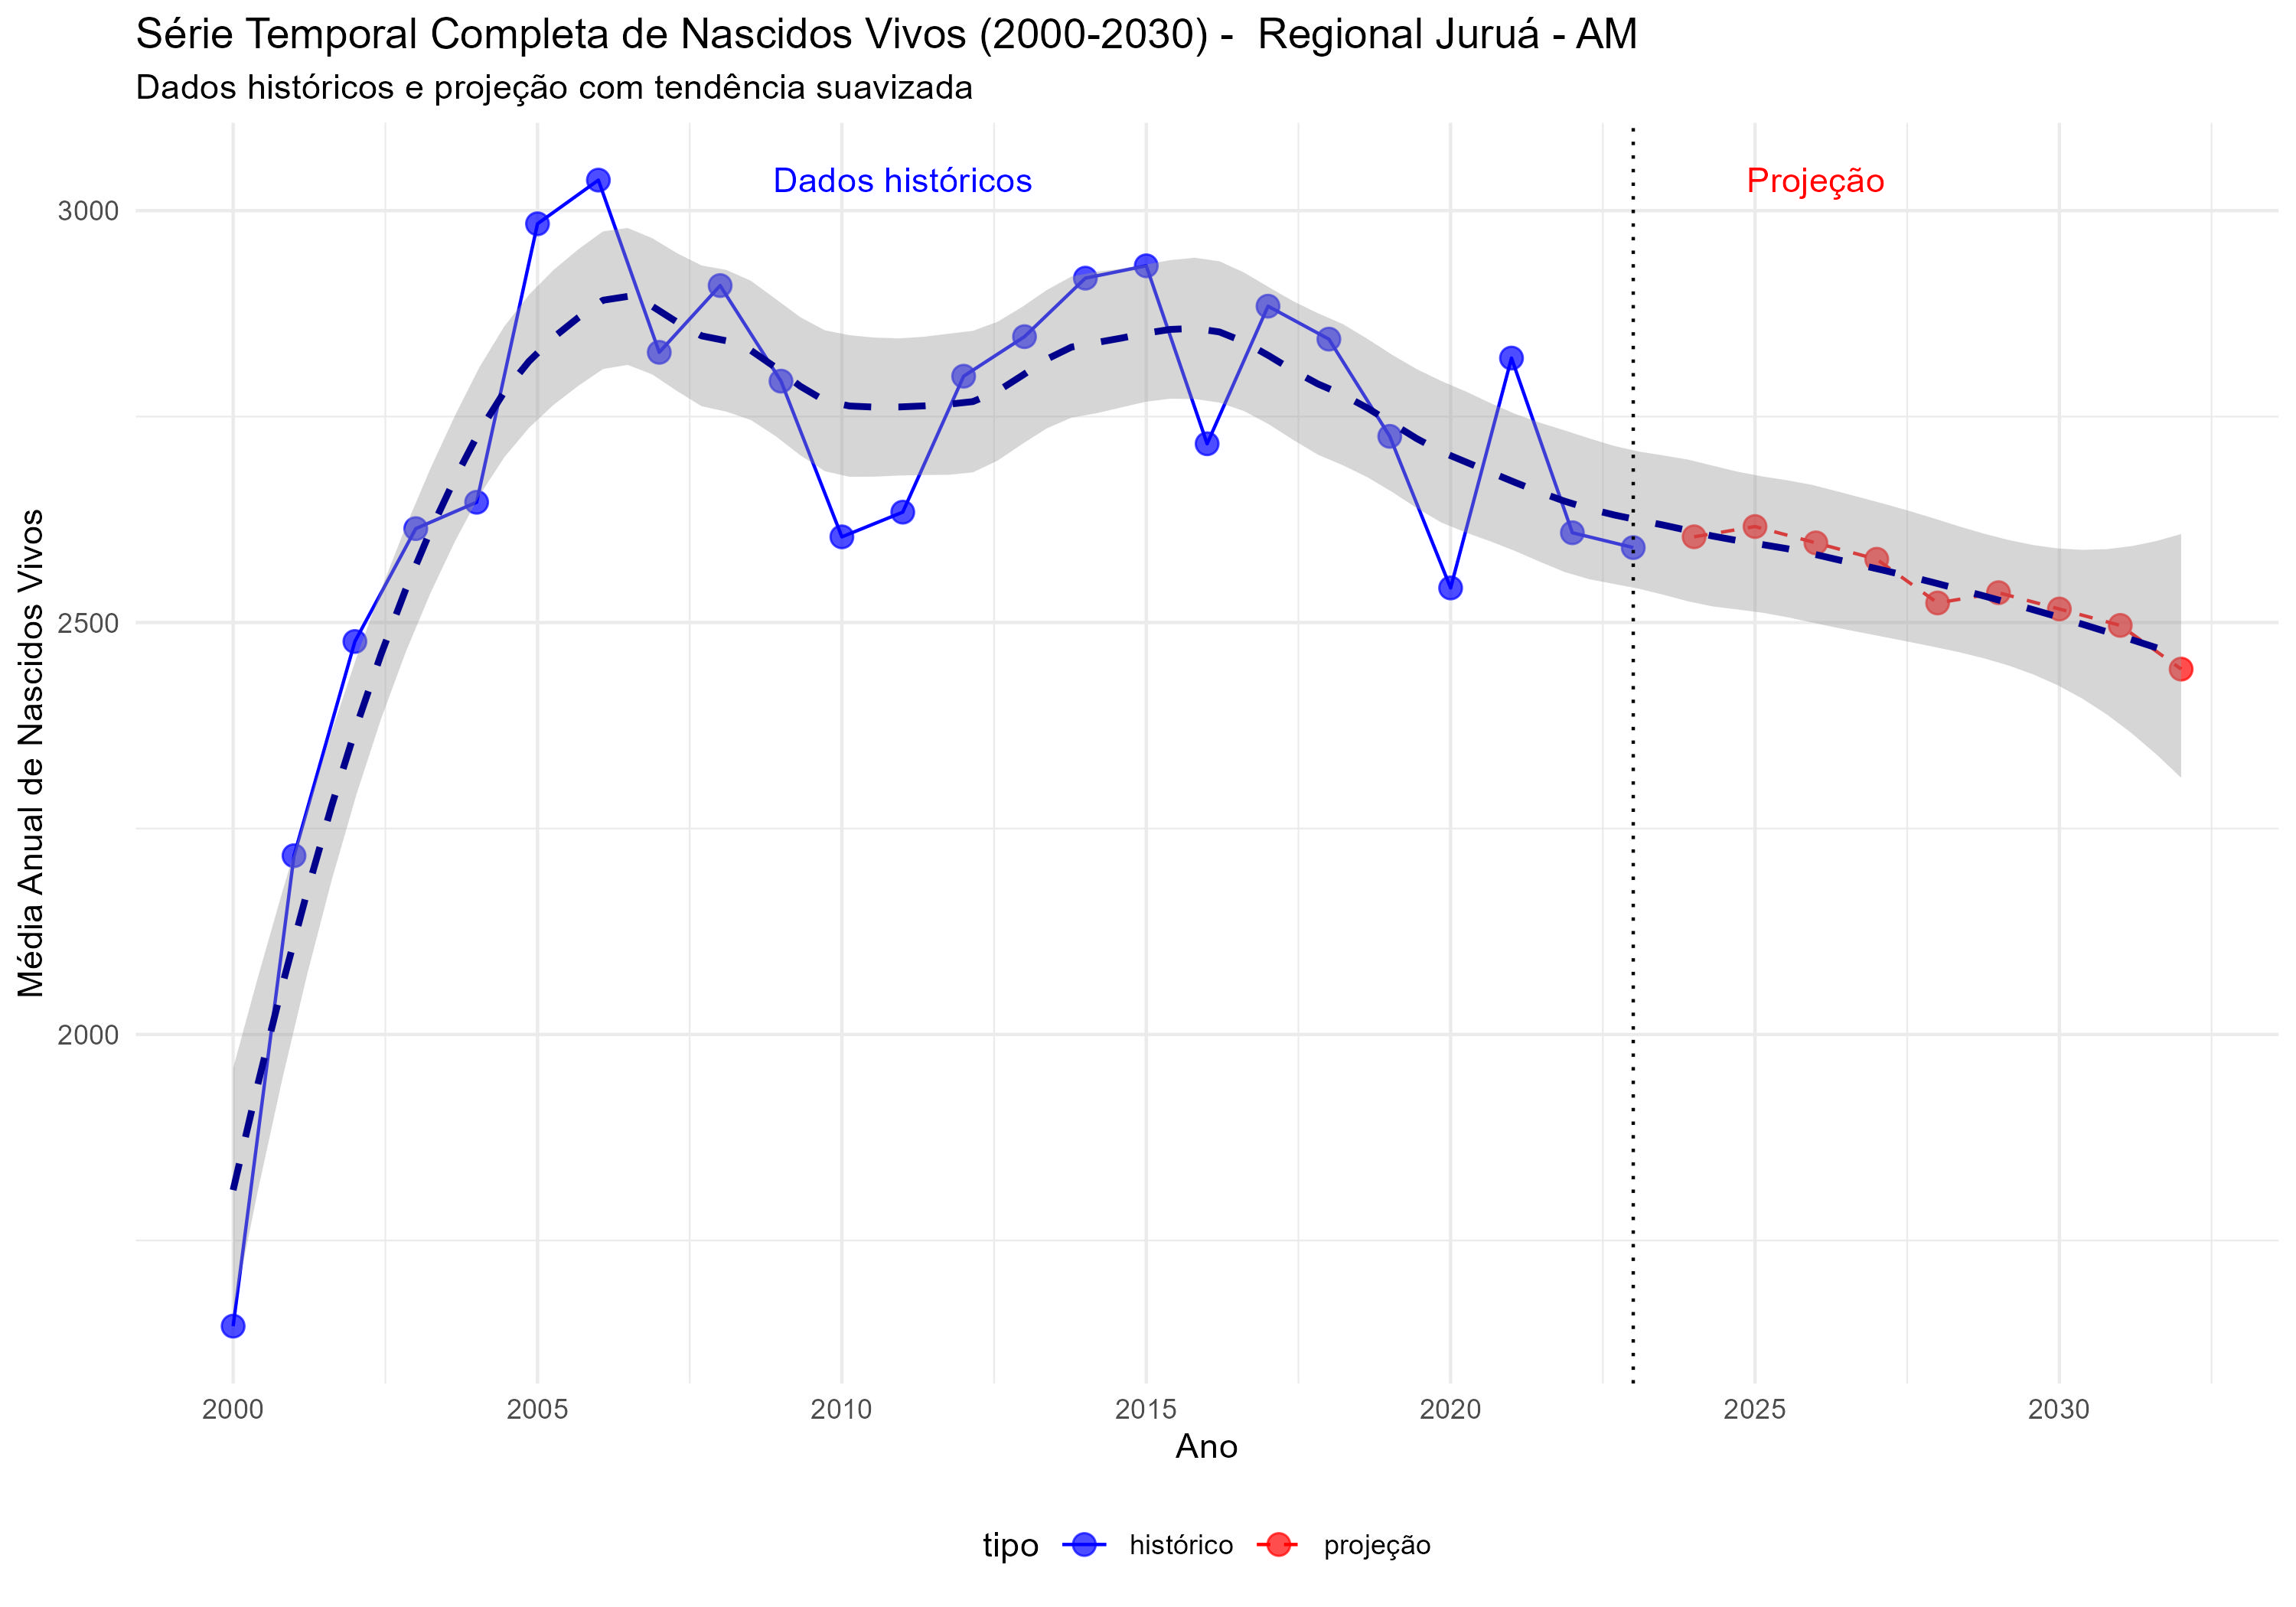 Série Temporal Completa de Nascidos Vivos (2000-2030) -  Regional Juruá - AM
Dados históricos e projeção com tendência suavizada
Dados históricos
Projeção
3000
2500
2000
Média Anual de Nascidos Vivos
2000 2005 2010 2015 2020 2025 2030
Ano
tipo histórico projeção